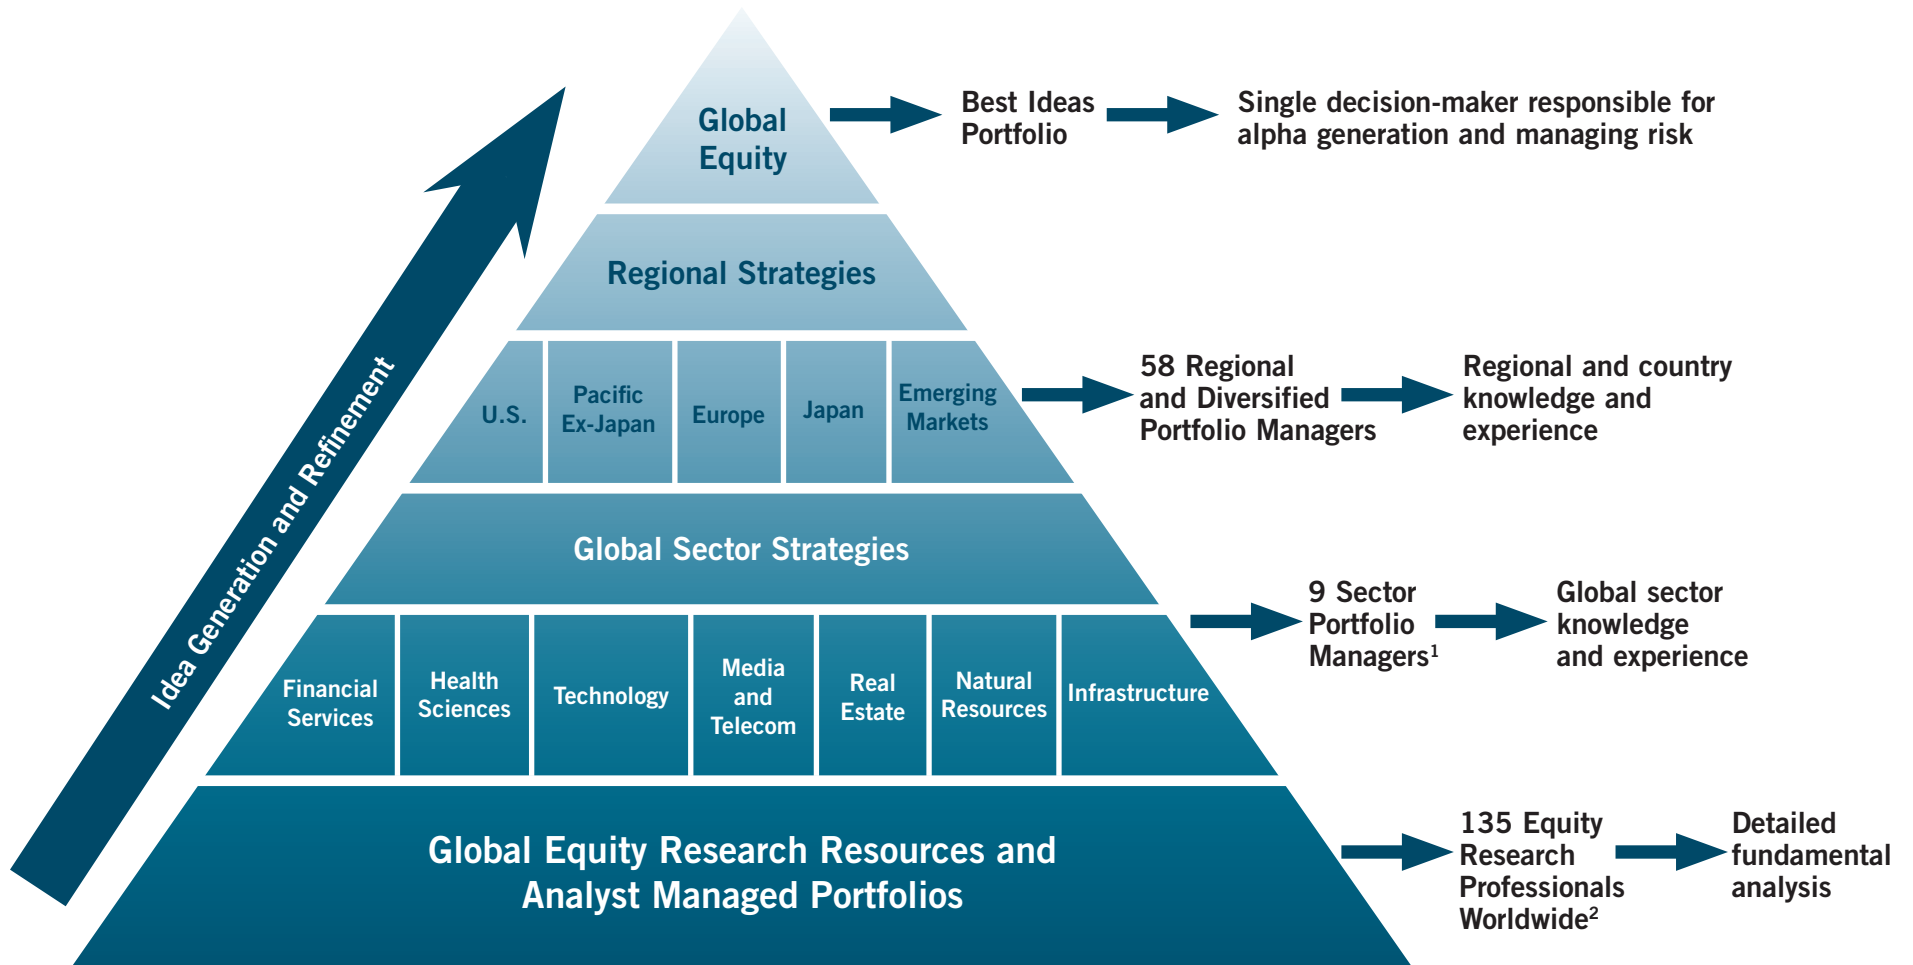 Global
Equity
Best Ideas
Portfolio
Single decision-maker responsible for
alpha generation and managing risk
Regional Strategies
U.S.
Pacific
Ex-Japan
Europe
Japan
Emerging
Markets
58 Regional
and Diversified
Portfolio Managers
Regional and country
knowledge and
experience
Idea Generation and Refinement
Global Sector Strategies
Financial
Services
Health
Sciences
Technology
Media
and
Telecom
Real
Estate
Natural
Resources
Infrastructure
9 Sector
Portfolio
Managers¹
Global sector
knowledge
and experience
Global Equity Research Resources and
Analyst Managed Portfolios
135 Equity
Research
Professionals
Worldwide²
Detailed
fundamental
analysis